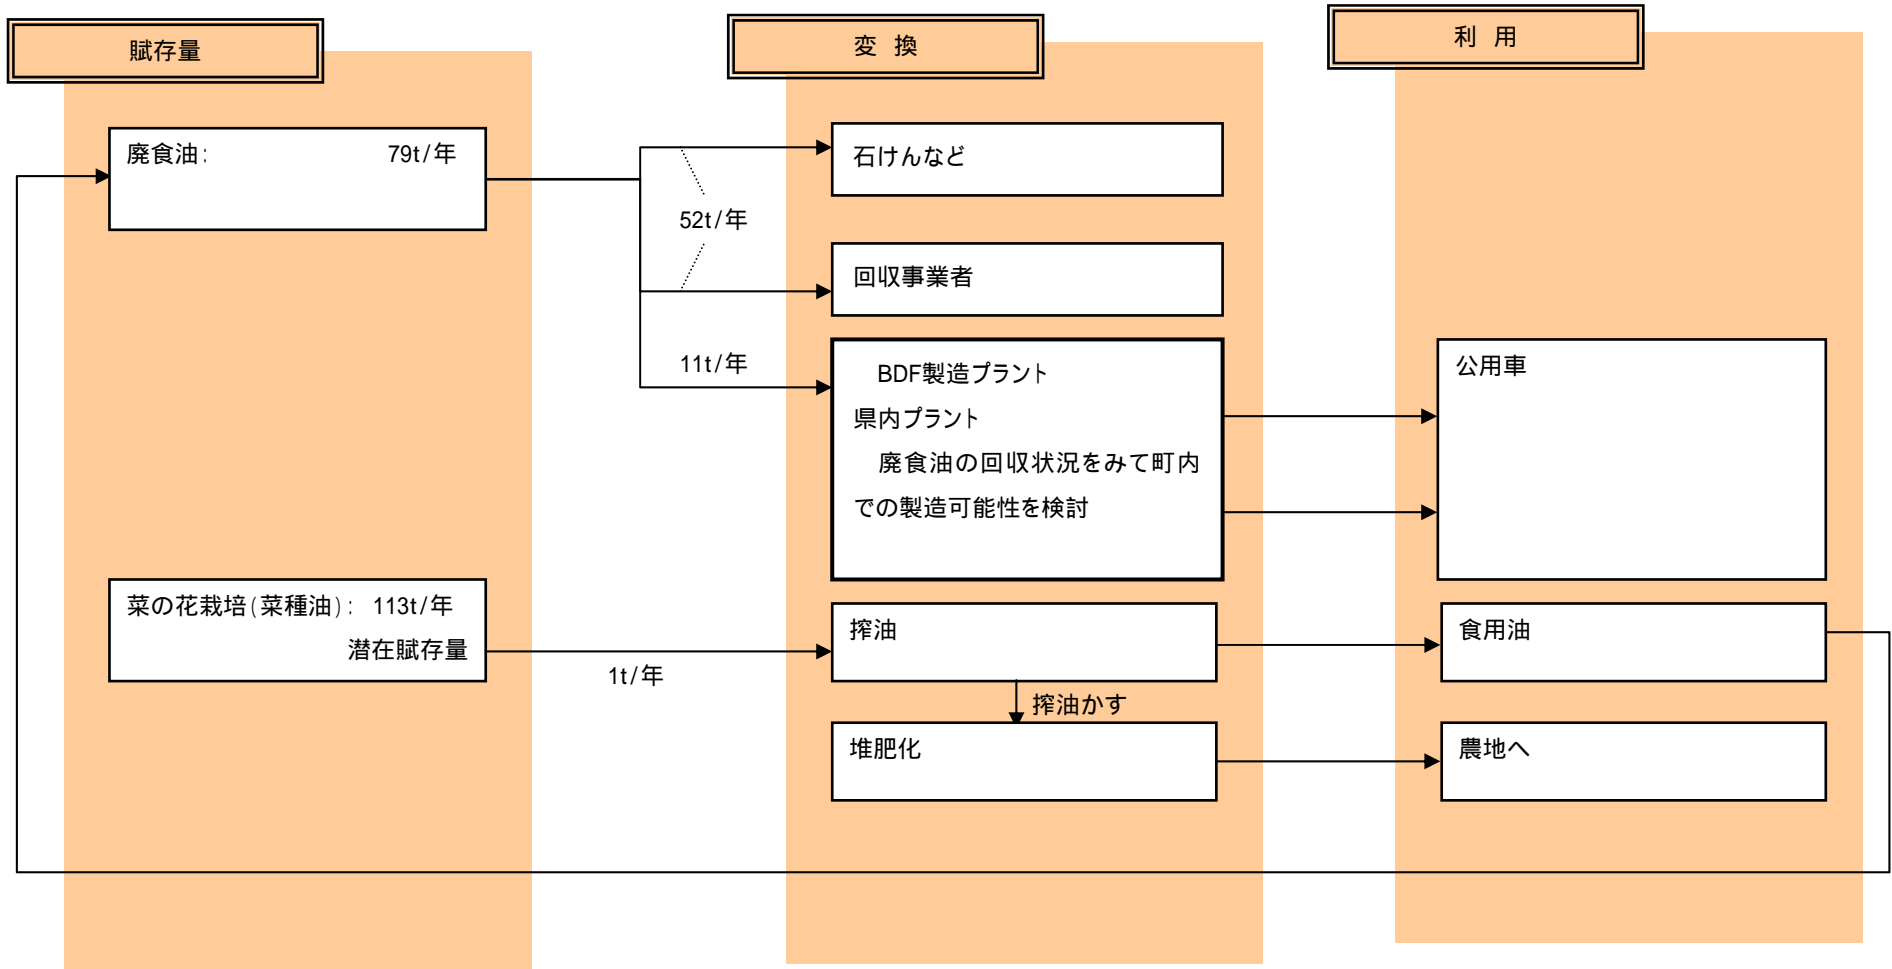 賦存量
変 換
利 用
廃食油: 79t/年
石けんなど
52t/年
回収事業者
11t/年
BDF製造プラント
県内プラント
廃食油の回収状況をみて町内
での製造可能性を検討
公用車
菜の花栽培(菜種油): 113t/年
潜在賦存量
1t/年
搾油
食用油
搾油かす
堆肥化
農地へ